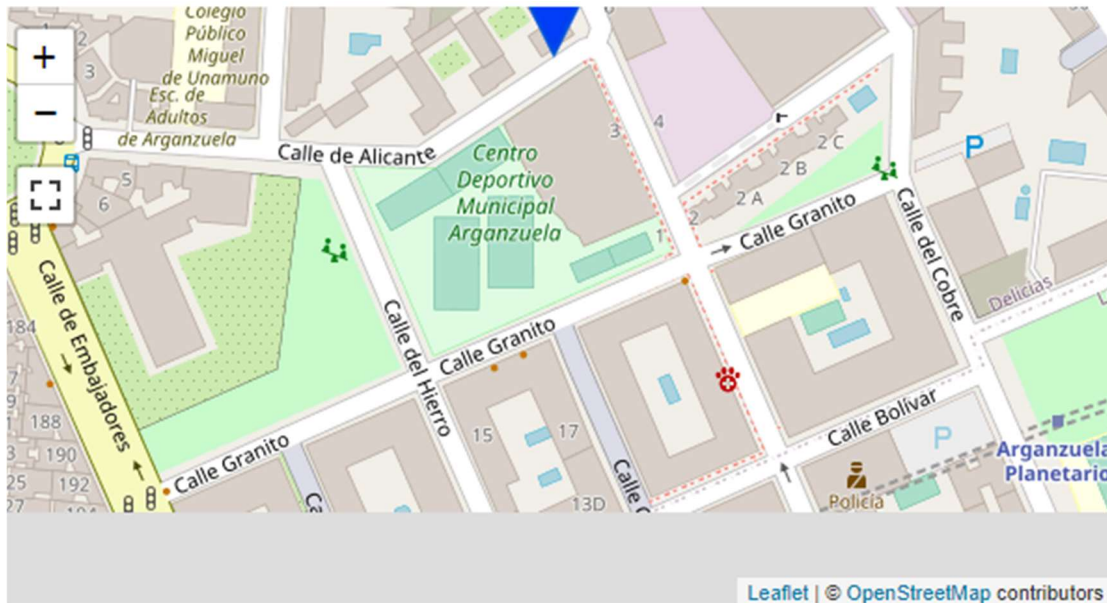 Colegio
Público
Miguel
de Unamuno
Esc. de
Adultos
de Arganzuela
+
−
2
3
5
6
Calle de Alicante
Centro
Deportivo
Municipal
Arganzuela
3
4
1
2
2 A
2 B
2 C
P
Calle Granito
Calle del Cobre
Delicias
Calle de Embajadores
184
188
190
192
25
27
194
Calle del Hierro
Calle Granito
Calle Granito
15
17
13D
Calle Bolívar
P
Policía
Arganzuela
Planetario
Leaflet | © OpenStreetMap contributors